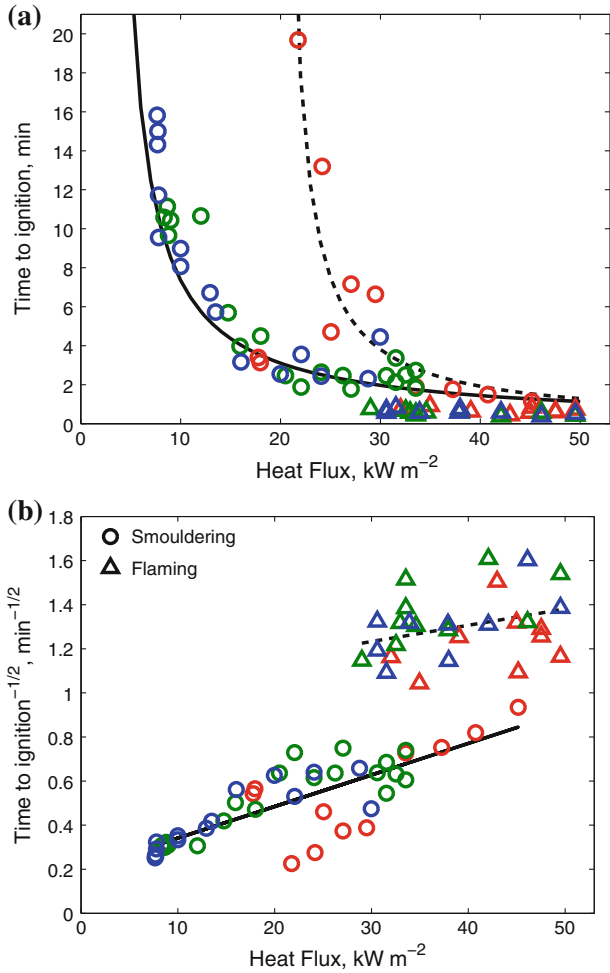 (a)
20
18
16
14
12
10
8
6
4
2
0
Time to ignition, min
0 10 20 30 40 50
Heat Flux, kW m⁻²
(b)
1.8
1.6
1.4
1.2
1
0.8
0.6
0.4
0.2
0
Time to ignition⁻¹/², min⁻¹/²
Smouldering
Flaming
0 10 20 30 40 50
Heat Flux, kW m⁻²